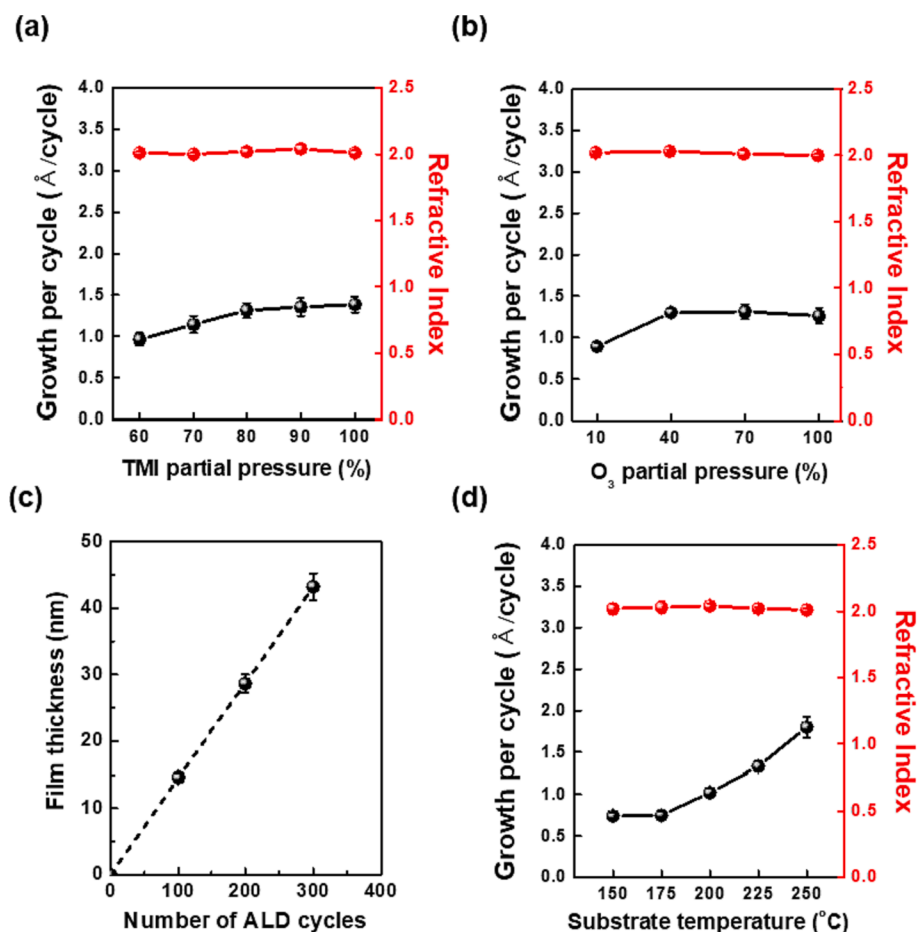 (a)
(b)
4.0
3.5
3.0
2.5
2.0
1.5
1.0
0.5
0.0
Growth per cycle (Å/cycle)
2.5
2.0
1.5
1.0
0.5
0.0
Refractive Index
60 70 80 90 100
TMI partial pressure (%)
4.0
3.5
3.0
2.5
2.0
1.5
1.0
0.5
0.0
Growth per cycle (Å/cycle)
2.5
2.0
1.5
1.0
0.5
0.0
Refractive Index
10 40 70 100
O₃ partial pressure (%)
(c)
(d)
50
40
30
20
10
0
Film thickness (nm)
100 200 300 400
Number of ALD cycles
4.0
3.5
3.0
2.5
2.0
1.5
1.0
0.5
0.0
Growth per cycle (Å/cycle)
2.5
2.0
1.5
1.0
0.5
0.0
Refractive Index
150 175 200 225 250
Substrate temperature (°C)